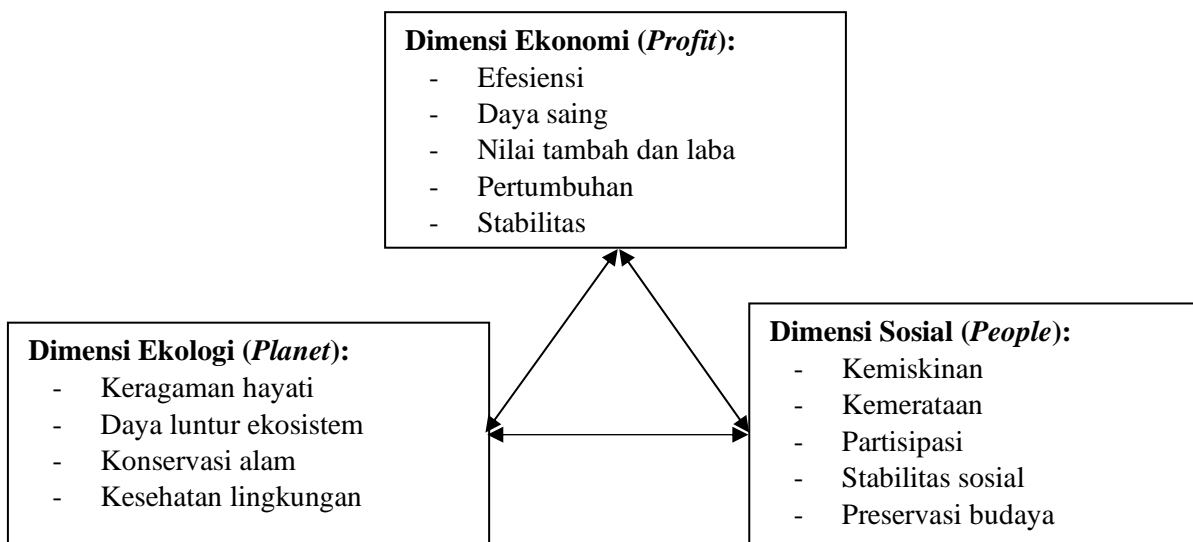 Dimensi Ekonomi (Profit):
- Efesiensi
- Daya saing
- Nilai tambah dan laba
- Pertumbuhan
- Stabilitas
Dimensi Ekologi (Planet):
- Keragaman hayati
- Daya luntur ekosistem
- Konservasi alam
- Kesehatan lingkungan
Dimensi Sosial (People):
- Kemiskinan
- Kemerataan
- Partisipasi
- Stabilitas sosial
- Preservasi budaya